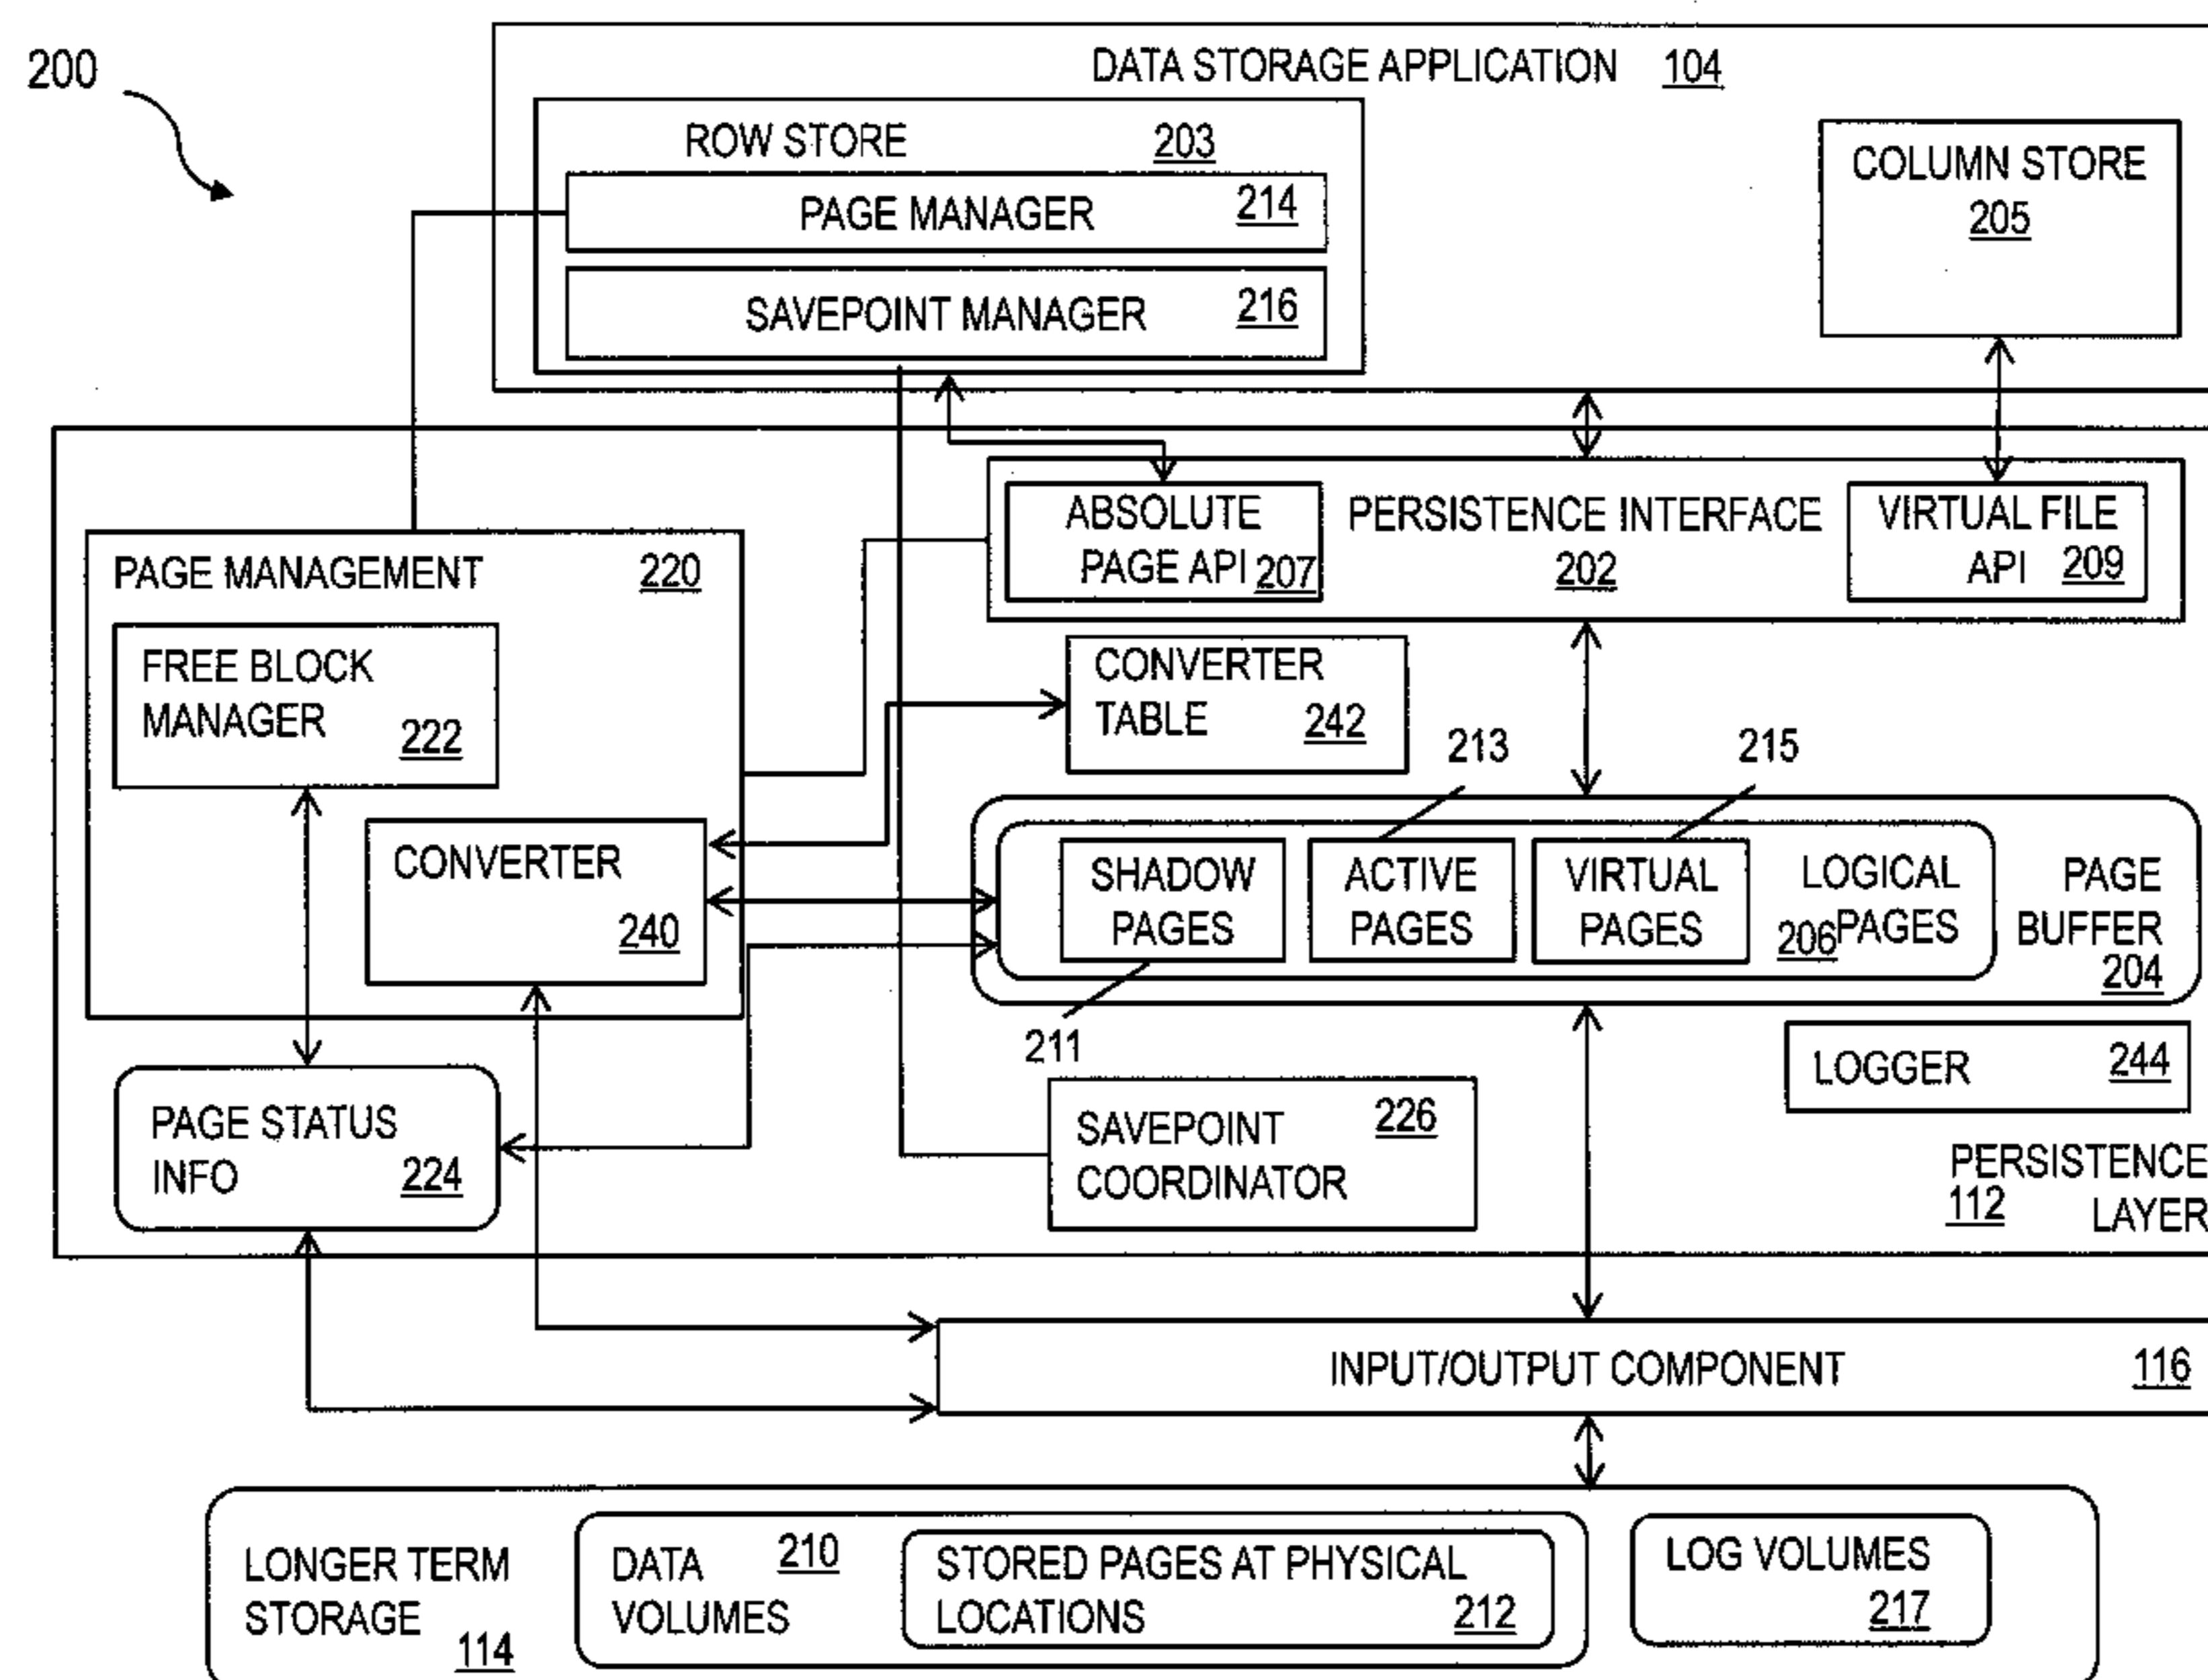 200
DATA STORAGE APPLICATION 104
ROW STORE 203
PAGE MANAGER 214
SAVEPOINT MANAGER 216
COLUMN STORE
205
ABSOLUTE
PAGE API 207
PERSISTENCE INTERFACE
202
VIRTUAL FILE
API 209
PAGE MANAGEMENT 220
FREE BLOCK
MANAGER 222
CONVERTER
TABLE 242
213
215
CONVERTER
240
SHADOW
PAGES
ACTIVE
PAGES
VIRTUAL
PAGES
LOGICAL
206 PAGES
PAGE
BUFFER
204
211
LOGGER 244
PAGE STATUS
INFO 224
SAVEPOINT 226
COORDINATOR
PERSISTENCE
112 LAYER
INPUT/OUTPUT COMPONENT 116
LONGER TERM
STORAGE
114
DATA 210
VOLUMES
STORED PAGES AT PHYSICAL
LOCATIONS 212
LOG VOLUMES
217